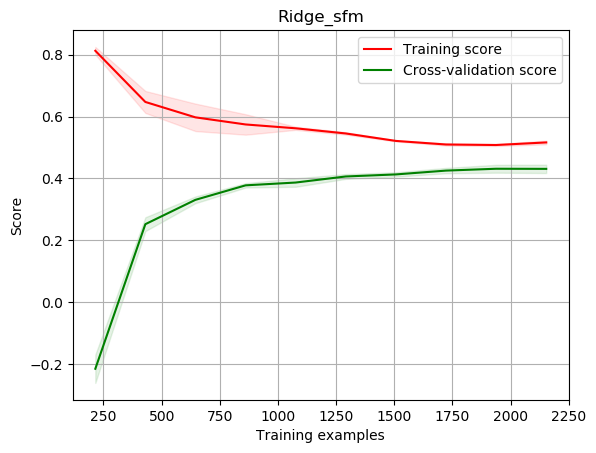 Ridge_sfm
Training score
Cross-validation score
0.8
0.6
0.4
0.2
0.0
−0.2
Score
250 500 750 1000 1250 1500 1750 2000 2250
Training examples